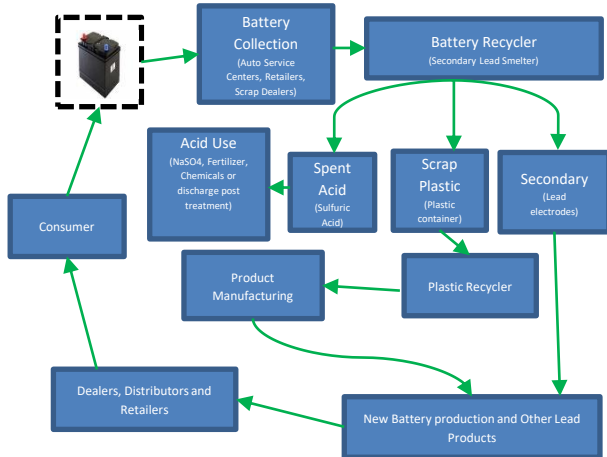 Battery
Collection
(Auto Service
Centers, Retailers,
Scrap Dealers)
Battery Recycler
(Secondary Lead Smelter)
Acid Use
(NaSO4, Fertilizer,
Chemicals or
discharge post
treatment)
Spent
Acid
(Sulfuric
Acid)
Scrap
Plastic
(Plastic
container)
Secondary
(Lead
electrodes)
Consumer
Product
Manufacturing
Plastic Recycler
Dealers, Distributors and
Retailers
New Battery production and Other Lead
Products